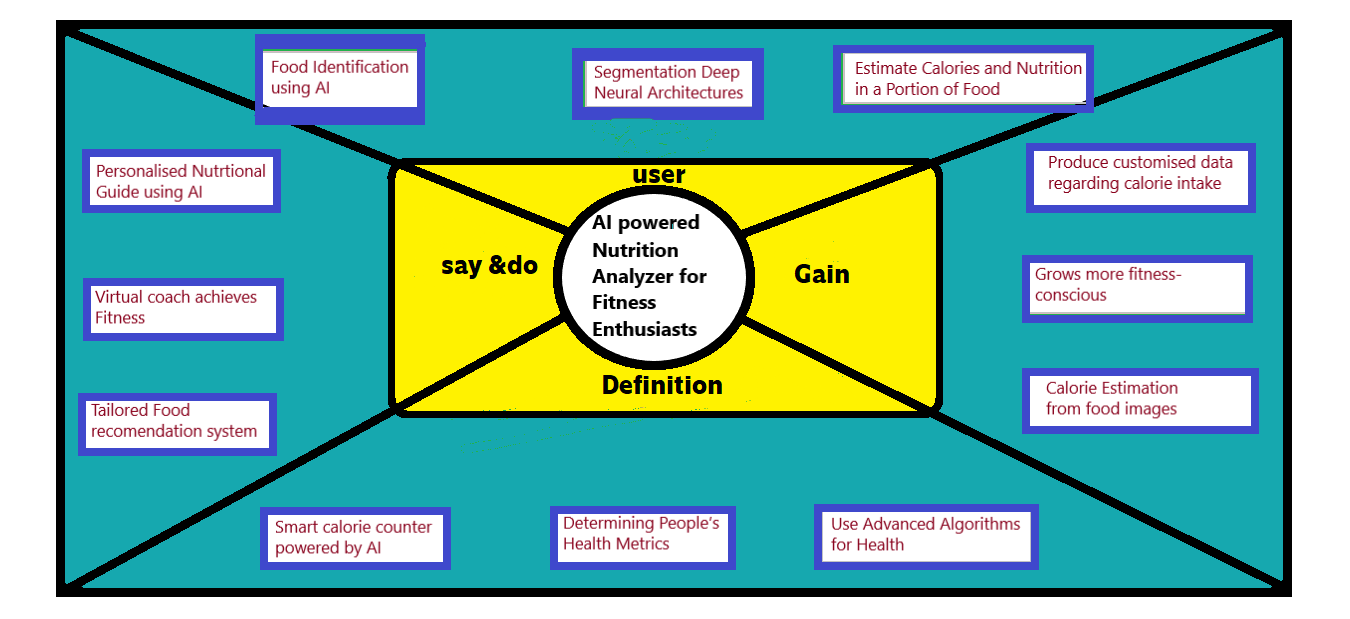 Food Identification
using AI
Segmentation Deep
Neural Architectures
Estimate Calories and Nutrition
in a Portion of Food
Personalised Nutrtional
Guide using AI
Produce customised data
regarding calorie intake
user
AI powered
Nutrition
Analyzer for
Fitness
Enthusiasts
say &do
Gain
Definition
Virtual coach achieves
Fitness
Grows more fitness-
conscious
Tailored Food
recomendation system
Calorie Estimation
from food images
Smart calorie counter
powered by AI
Determining People's
Health Metrics
Use Advanced Algorithms
for Health